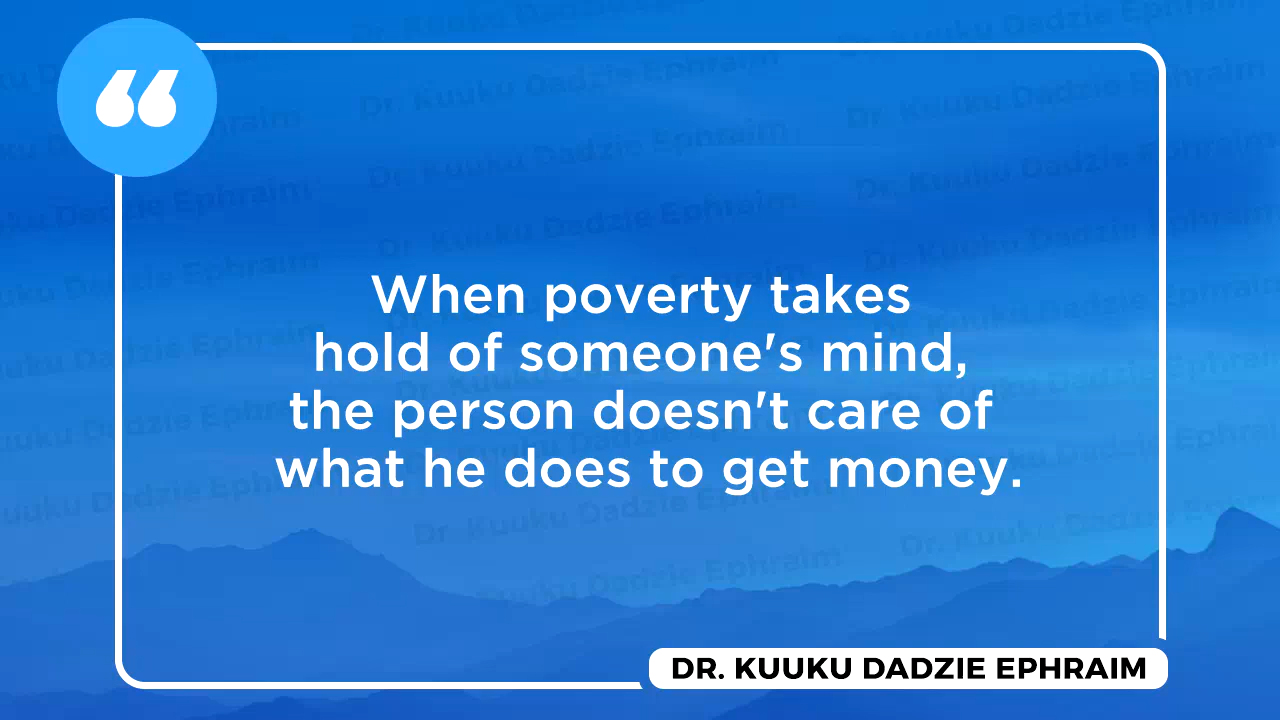 When poverty takes
hold of someone's mind,
the person doesn't care of
what he does to get money.
DR. KUUKU DADZIE EPHRAIM